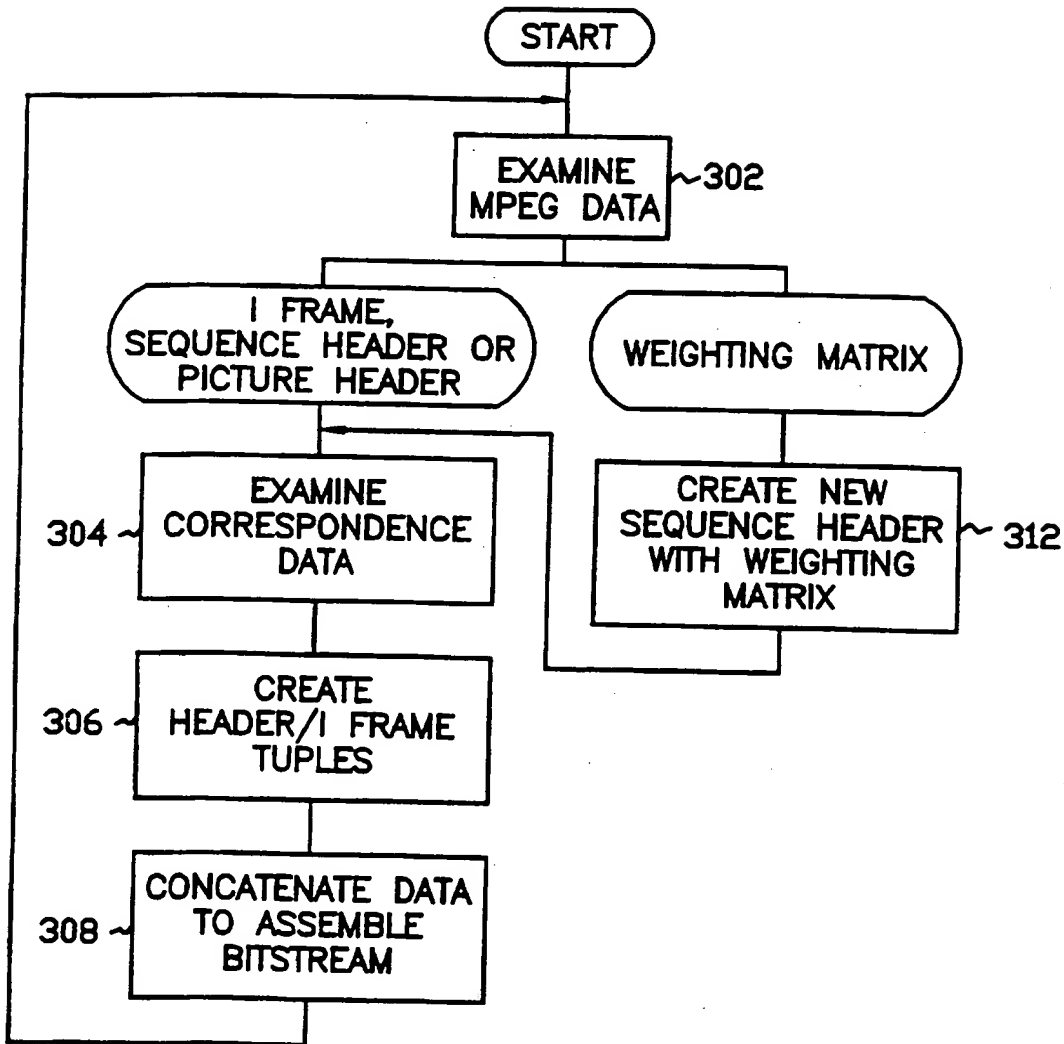 START
EXAMINE
MPEG DATA
302
I FRAME,
SEQUENCE HEADER OR
PICTURE HEADER
WEIGHTING MATRIX
EXAMINE
CORRESPONDENCE
DATA
304
CREATE NEW
SEQUENCE HEADER
WITH WEIGHTING
MATRIX
312
CREATE
HEADER/I FRAME
TUPLES
306
CONCATENATE DATA
TO ASSEMBLE
BITSTREAM
308